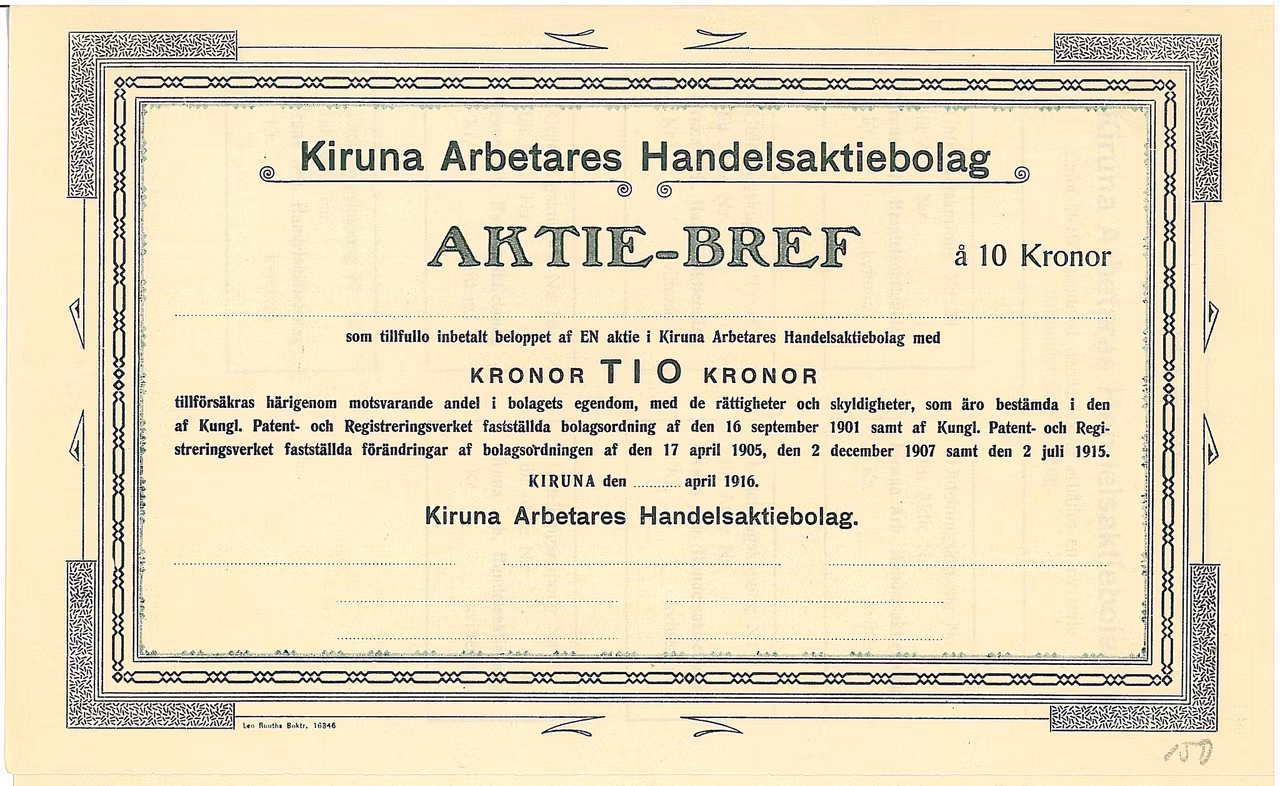 Kiruna Arbetares Handelsaktiebolag
AKTIE-BREF å 10 Kronor
som tillfullo inbetalt beloppet af EN aktie i Kiruna Arbetares Handelsaktiebolag med
KRONOR TIO KRONOR
tillförsäkras härigenom motsvarande andel i bolagets egendom, med de rättigheter och skyldigheter, som äro bestämda i den
af Kungl. Patent- och Registreringsverket fastställda bolagsordning af den 16 september 1901 samt af Kungl. Patent- och Regi-
streringsverket fastställda förändringar af bolagsordningen af den 17 april 1905, den 2 december 1907 samt den 2 juli 1915.
KIRUNA den .......... april 1916.
Kiruna Arbetares Handelsaktiebolag.
Leo Ruuths Boktr. 16346
150